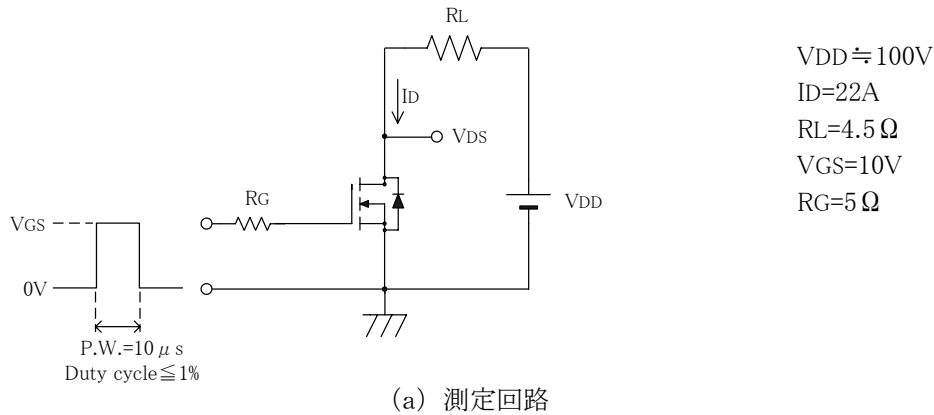 RL
VDD≒100V
ID=22A
RL=4.5Ω
VGS=10V
RG=5Ω
ID
VDS
RG
VDD
VGS
0V
P.W.=10μs
Duty cycle≦1%
(a) 測定回路